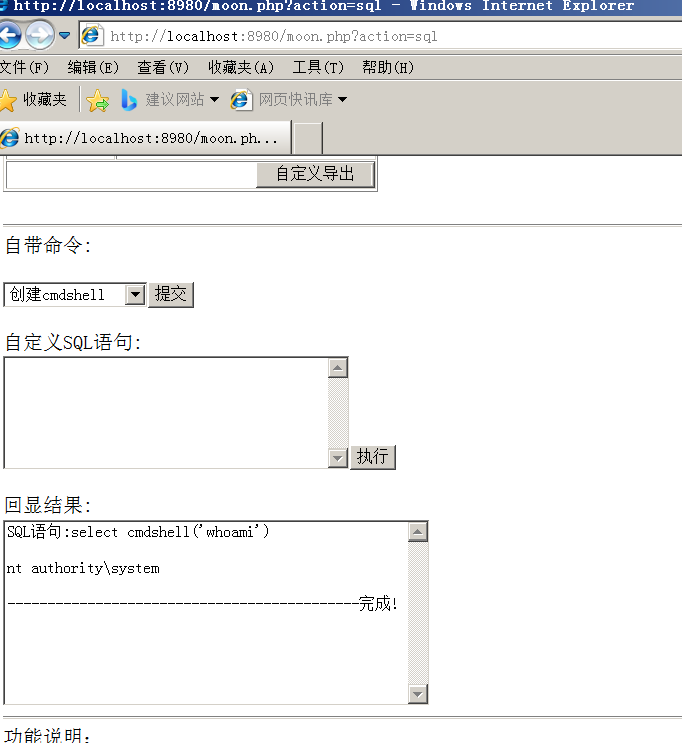 http://localhost:8980/moon.php?action=sql - Windows Internet Explorer
http://localhost:8980/moon.php?action=sql
文件(F) 编辑(E) 查看(V) 收藏夹(A) 工具(T) 帮助(H)
收藏夹 建议网站 网页快讯库
http://localhost:8980/moon.ph...
自定义导出
自带命令:
创建cmdshell 提交
自定义SQL语句:
执行
回显结果:
SQL语句:select cmdshell('whoami')
nt authority\system
--------------------------------------------完成!
功能说明: